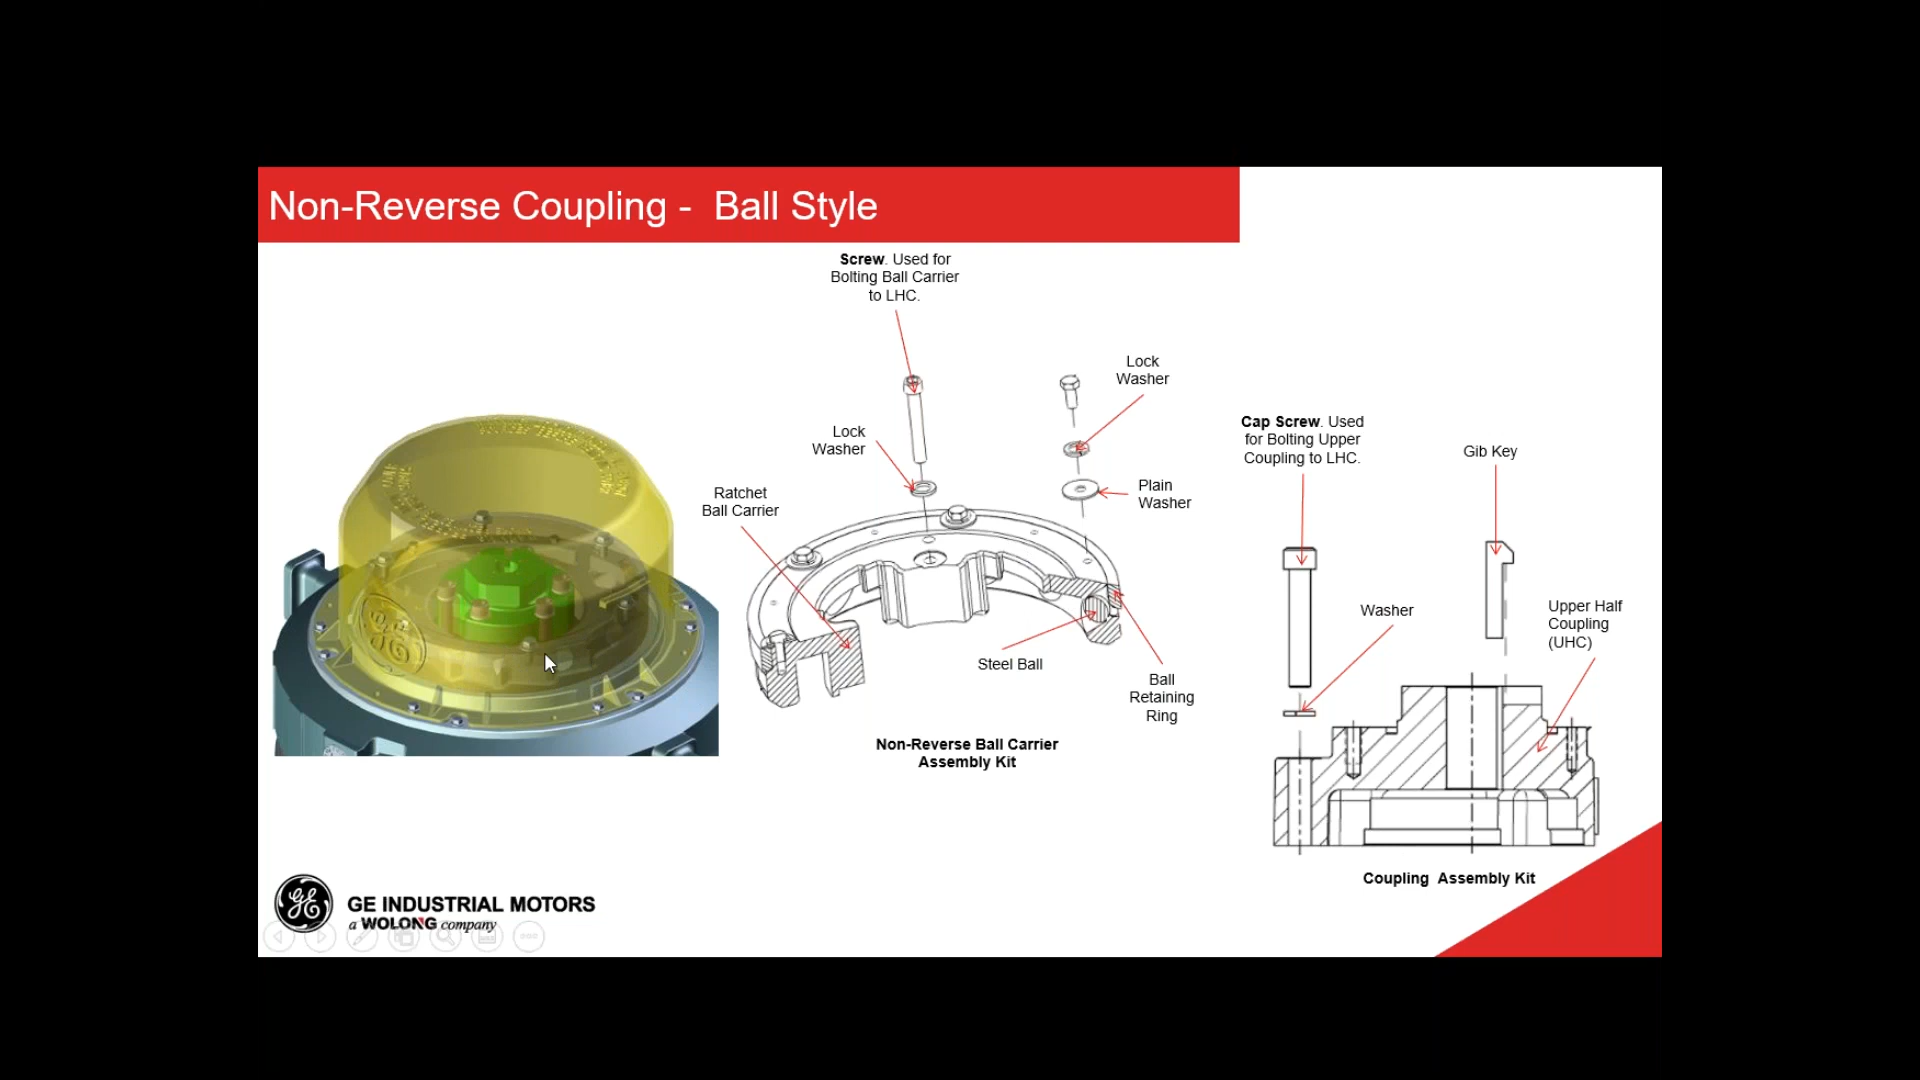 Non-Reverse Coupling -  Ball Style
Screw. Used for
Bolting Ball Carrier
to LHC.
Lock
Washer
Lock
Washer
Plain
Washer
Ratchet
Ball Carrier
Steel Ball
Ball
Retaining
Ring
Non-Reverse Ball Carrier
Assembly Kit
Cap Screw. Used
for Bolting Upper
Coupling to LHC.
Gib Key
Washer
Upper Half
Coupling
(UHC)
Coupling  Assembly Kit
GE
GE INDUSTRIAL MOTORS
a WOLONG company